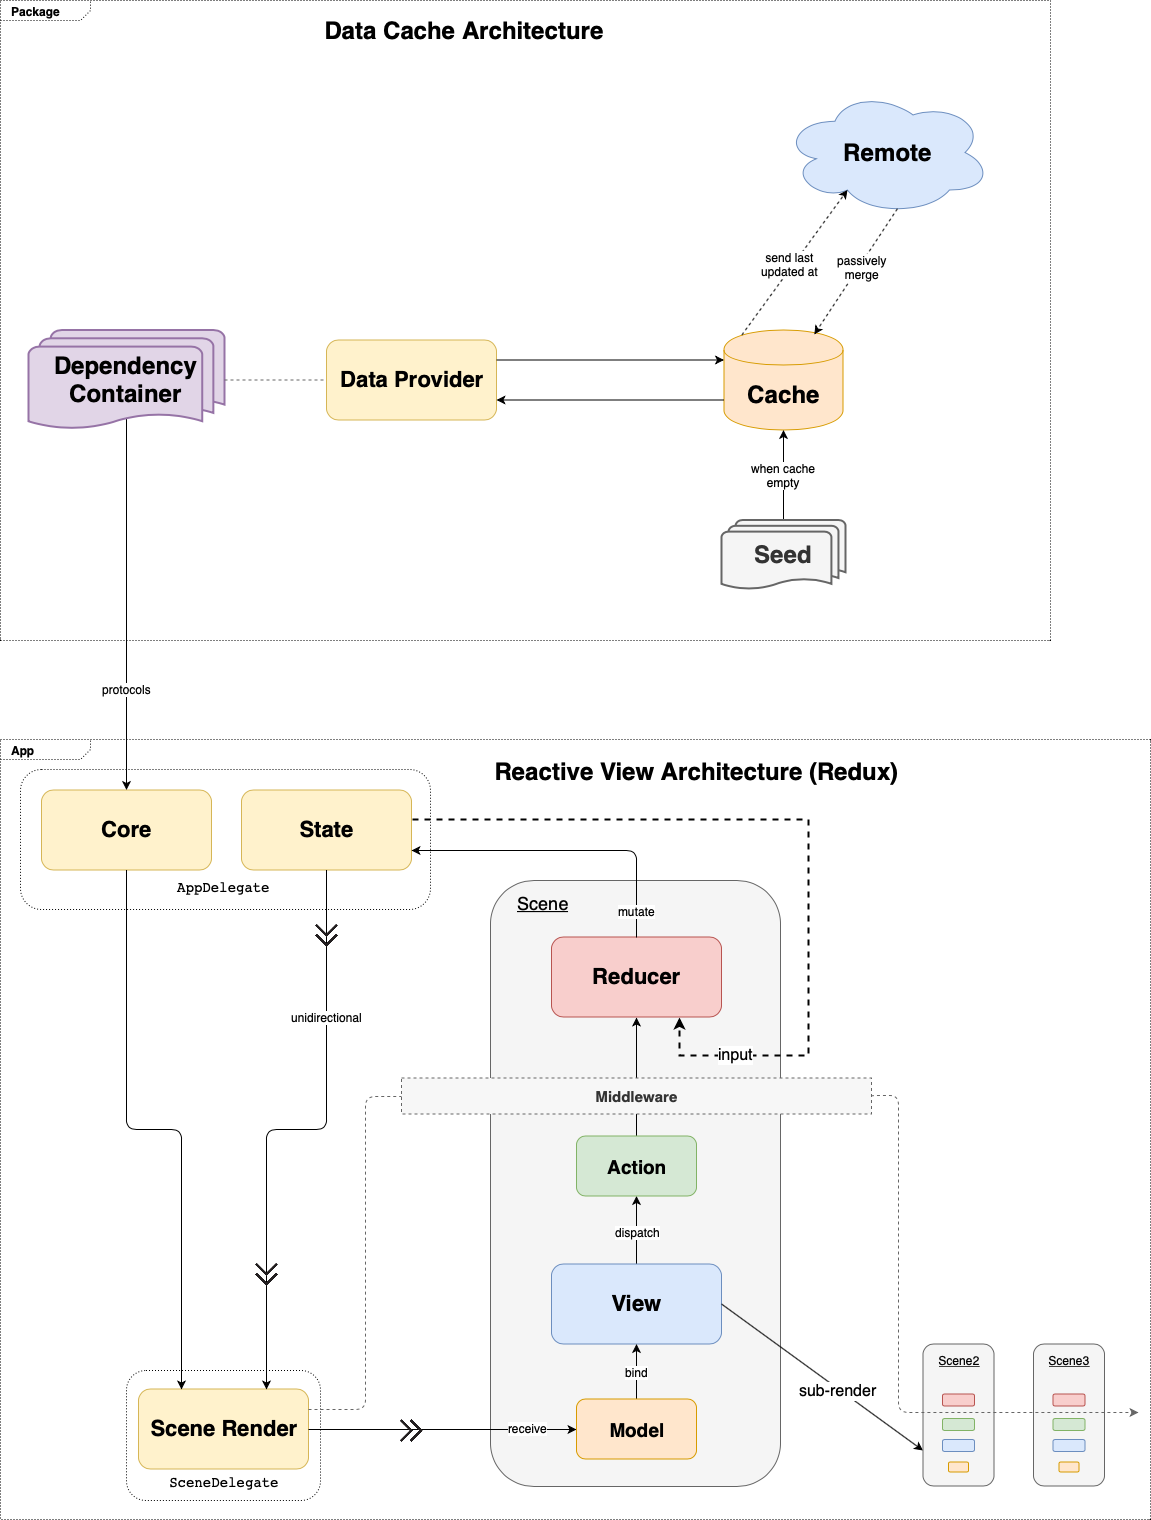 Package
Data Cache Architecture
Remote
send last
updated at
passively
merge
Dependency
Container
Data Provider
Cache
when cache
empty
Seed
protocols
App
Reactive View Architecture (Redux)
Core
State
AppDelegate
Scene
mutate
Reducer
unidirectional
input
Middleware
Action
dispatch
View
Scene2
Scene3
bind
sub-render
Scene Render
receive
Model
SceneDelegate